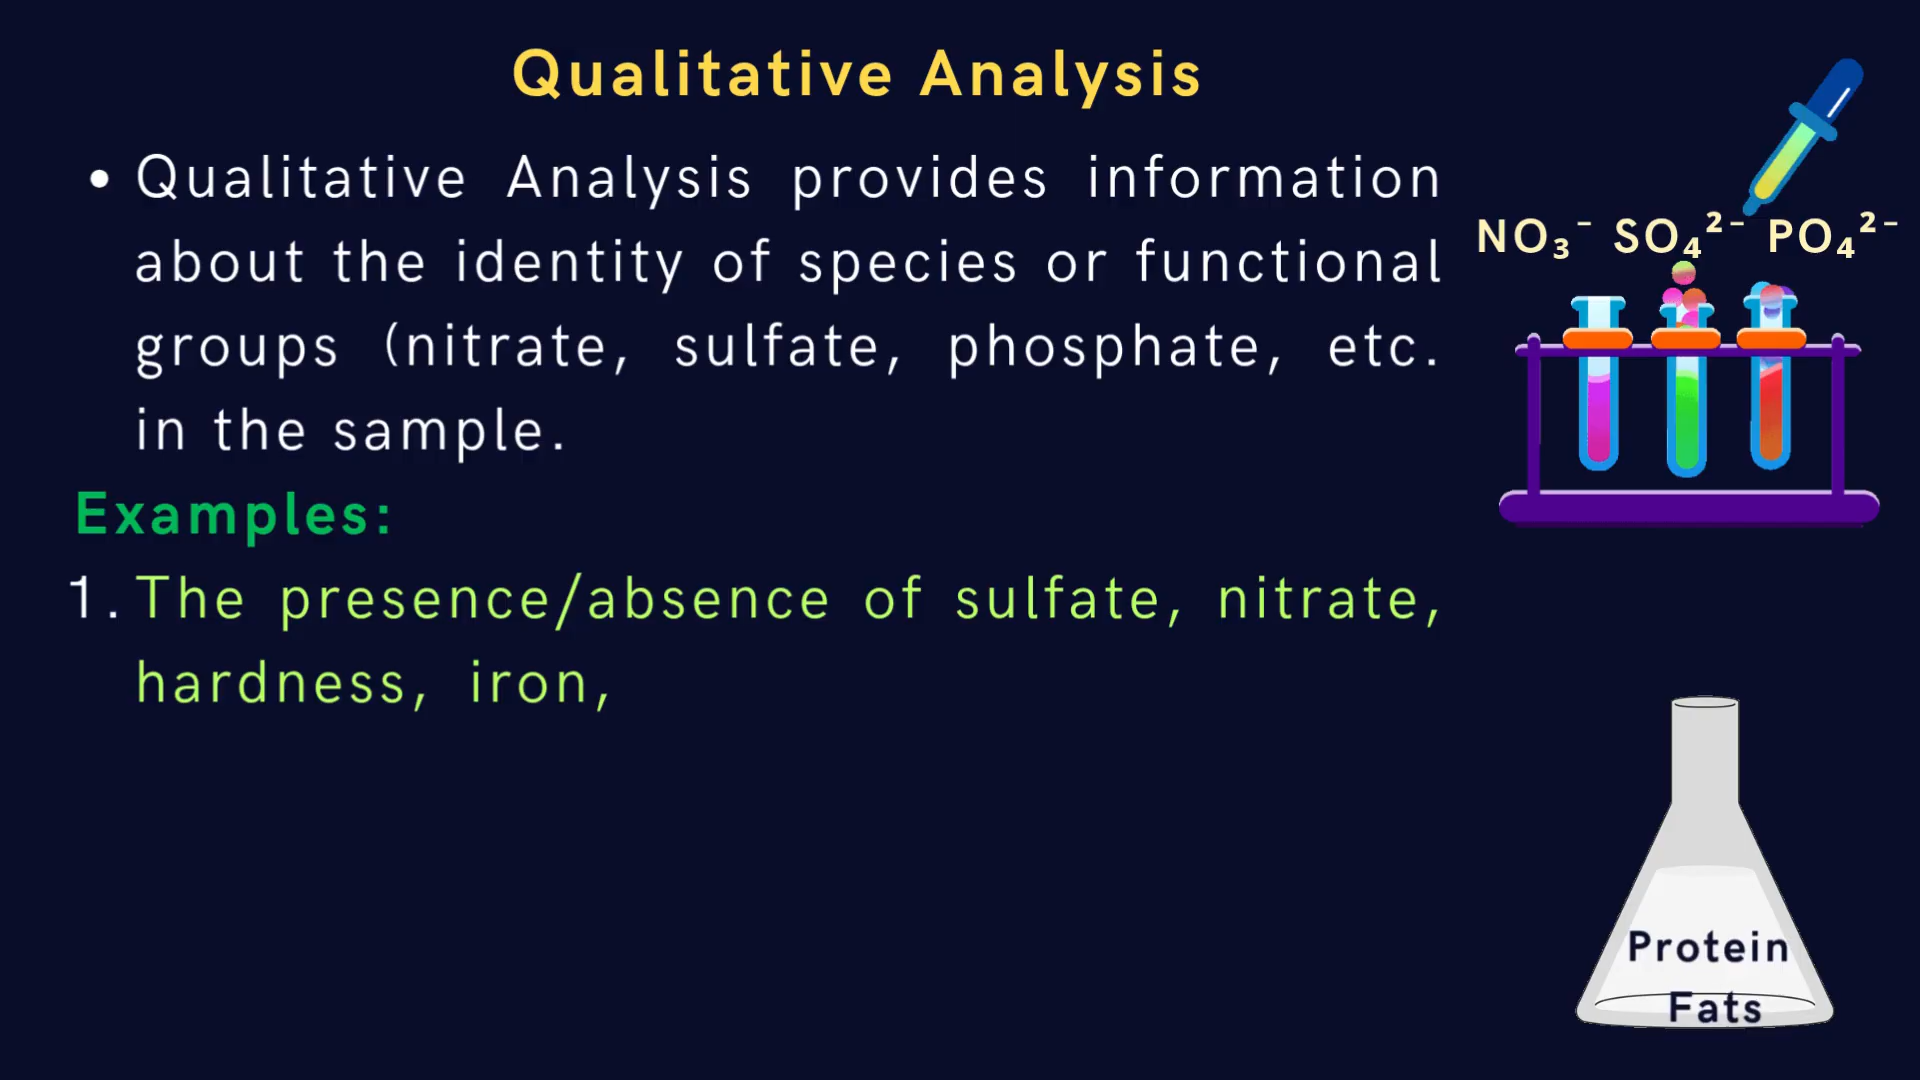 Qualitative Analysis
• Qualitative Analysis provides information
about the identity of species or functional
groups (nitrate, sulfate, phosphate, etc.
in the sample.
Examples:
1. The presence/absence of sulfate, nitrate,
hardness, iron,
NO₃⁻ SO₄²⁻ PO₄²⁻
Protein
Fats